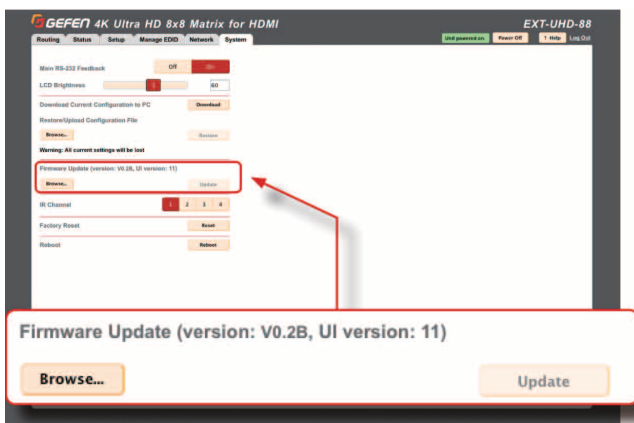 GEFEN 4K Ultra HD 8x8 Matrix for HDMI EXT-UHD-88
Routing Status Setup Manage EDID Network System Unit powered on Power Off ? Help Log Out
Main RS-232 Feedback Off On
LCD Brightness 60
Download Current Configuration to PC Download
Restore/Upload Configuration File
Browse... Restore
Warning: All current settings will be lost
Firmware Update (version: V0.2B, UI version: 11)
Browse... Update
IR Channel 1 2 3 4
Factory Reset Reset
Reboot Reboot
Firmware Update (version: V0.2B, UI version: 11)
Browse... Update